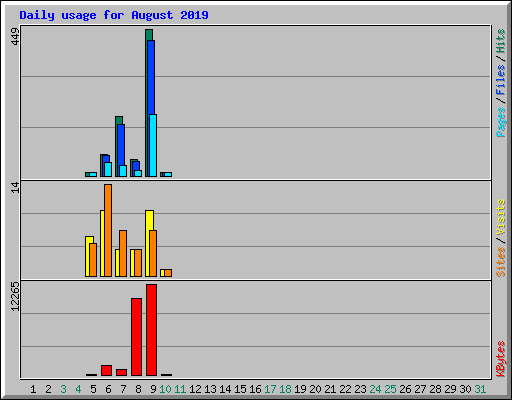 Daily usage for August 2019
449
14
12265
Pages / Files / Hits
Sites / Visits
KBytes
1 2 3 4 5 6 7 8 9 10 11 12 13 14 15 16 17 18 19 20 21 22 23 24 25 26 27 28 29 30 31